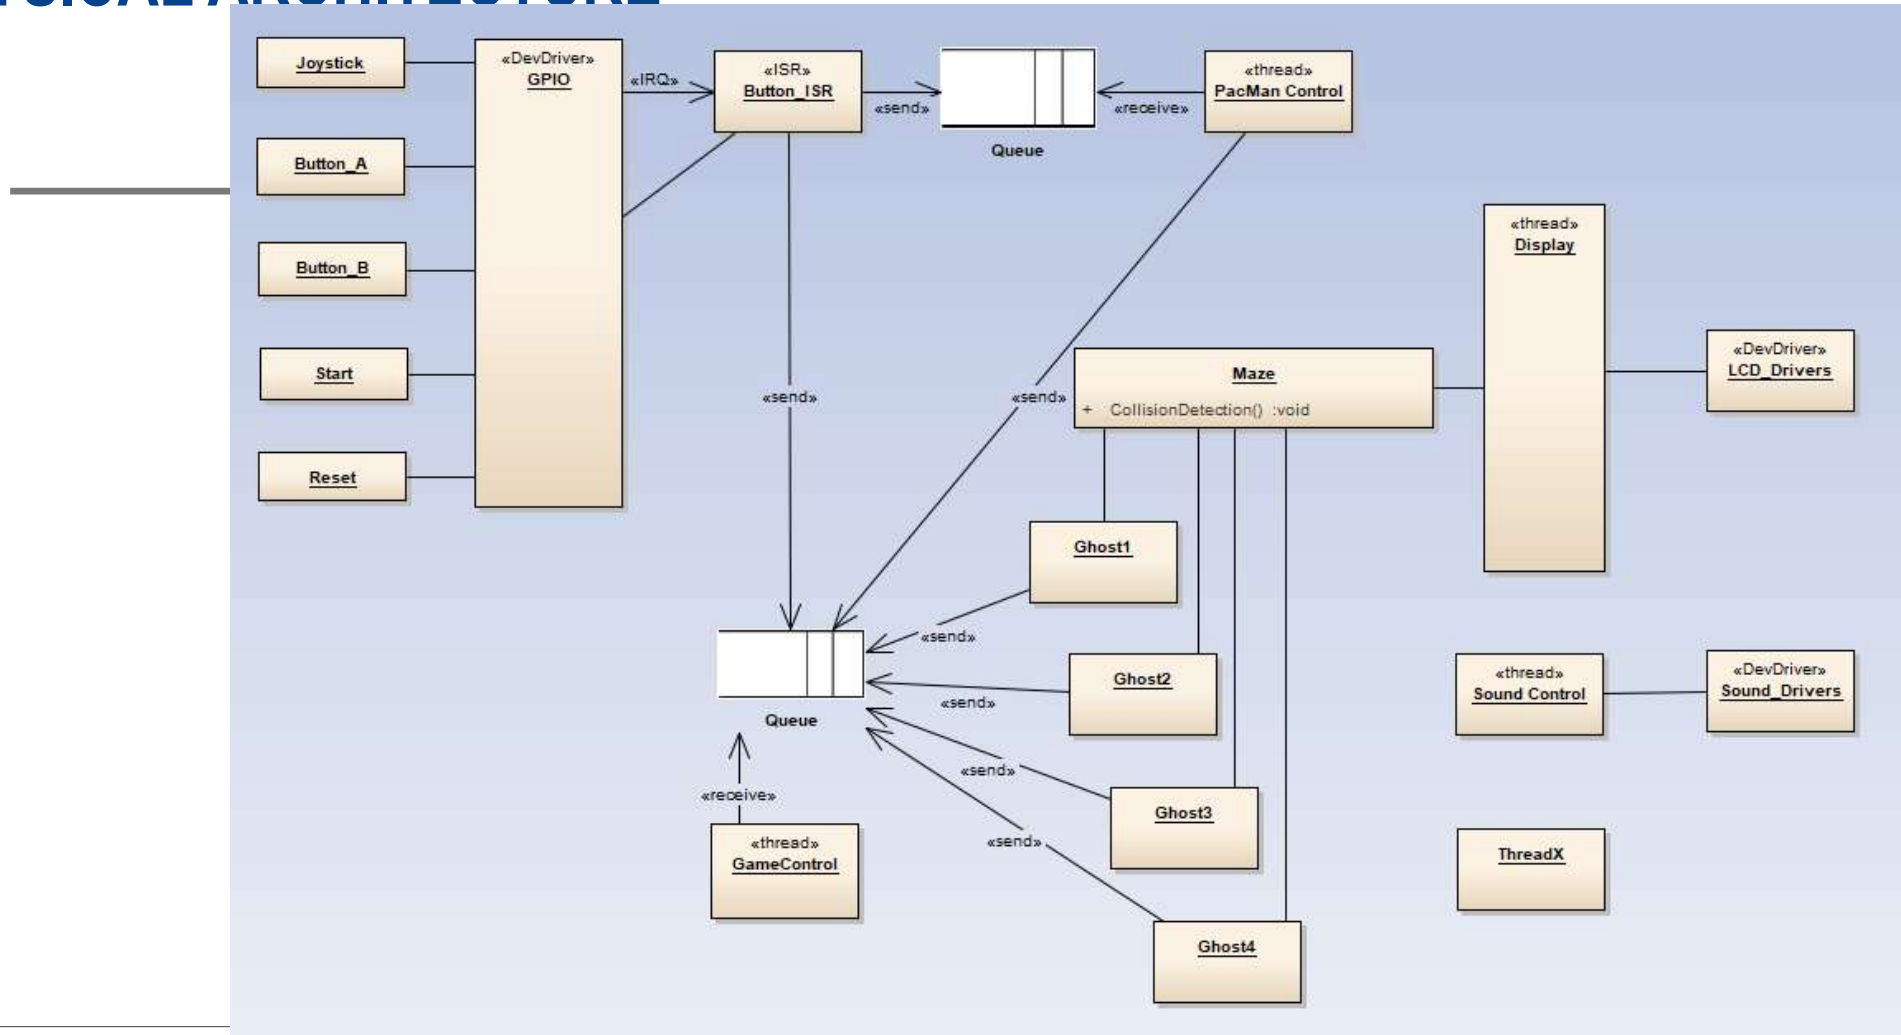 ARCHITECTURE
Joystick
«DevDriver»
GPIO
«IRQ»
«ISR»
Button_ISR
«send»
Queue
«receive»
«thread»
PacMan Control
Button_A
Button_B
Start
Reset
«send»
«send»
Maze
+ CollisionDetection() :void
«thread»
Display
«DevDriver»
LCD_Drivers
Ghost1
«send»
Ghost2
«send»
Queue
«receive»
«thread»
GameControl
«send»
Ghost3
«send»
Ghost4
«thread»
Sound Control
«DevDriver»
Sound_Drivers
ThreadX